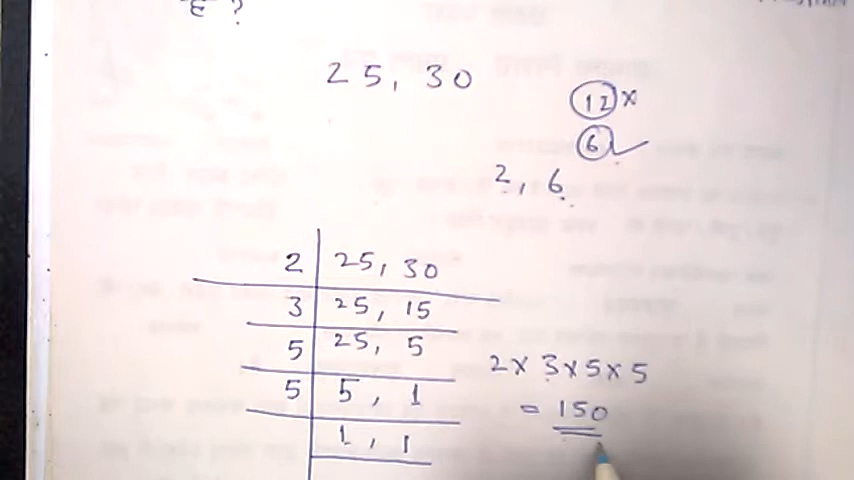 है ?
25, 30
12 ×
6 ✓
2, 6
2 | 25, 30
3 | 25, 15
5 | 25, 5
5 | 5, 1
1, 1
2 × 3 × 5 × 5
= 150